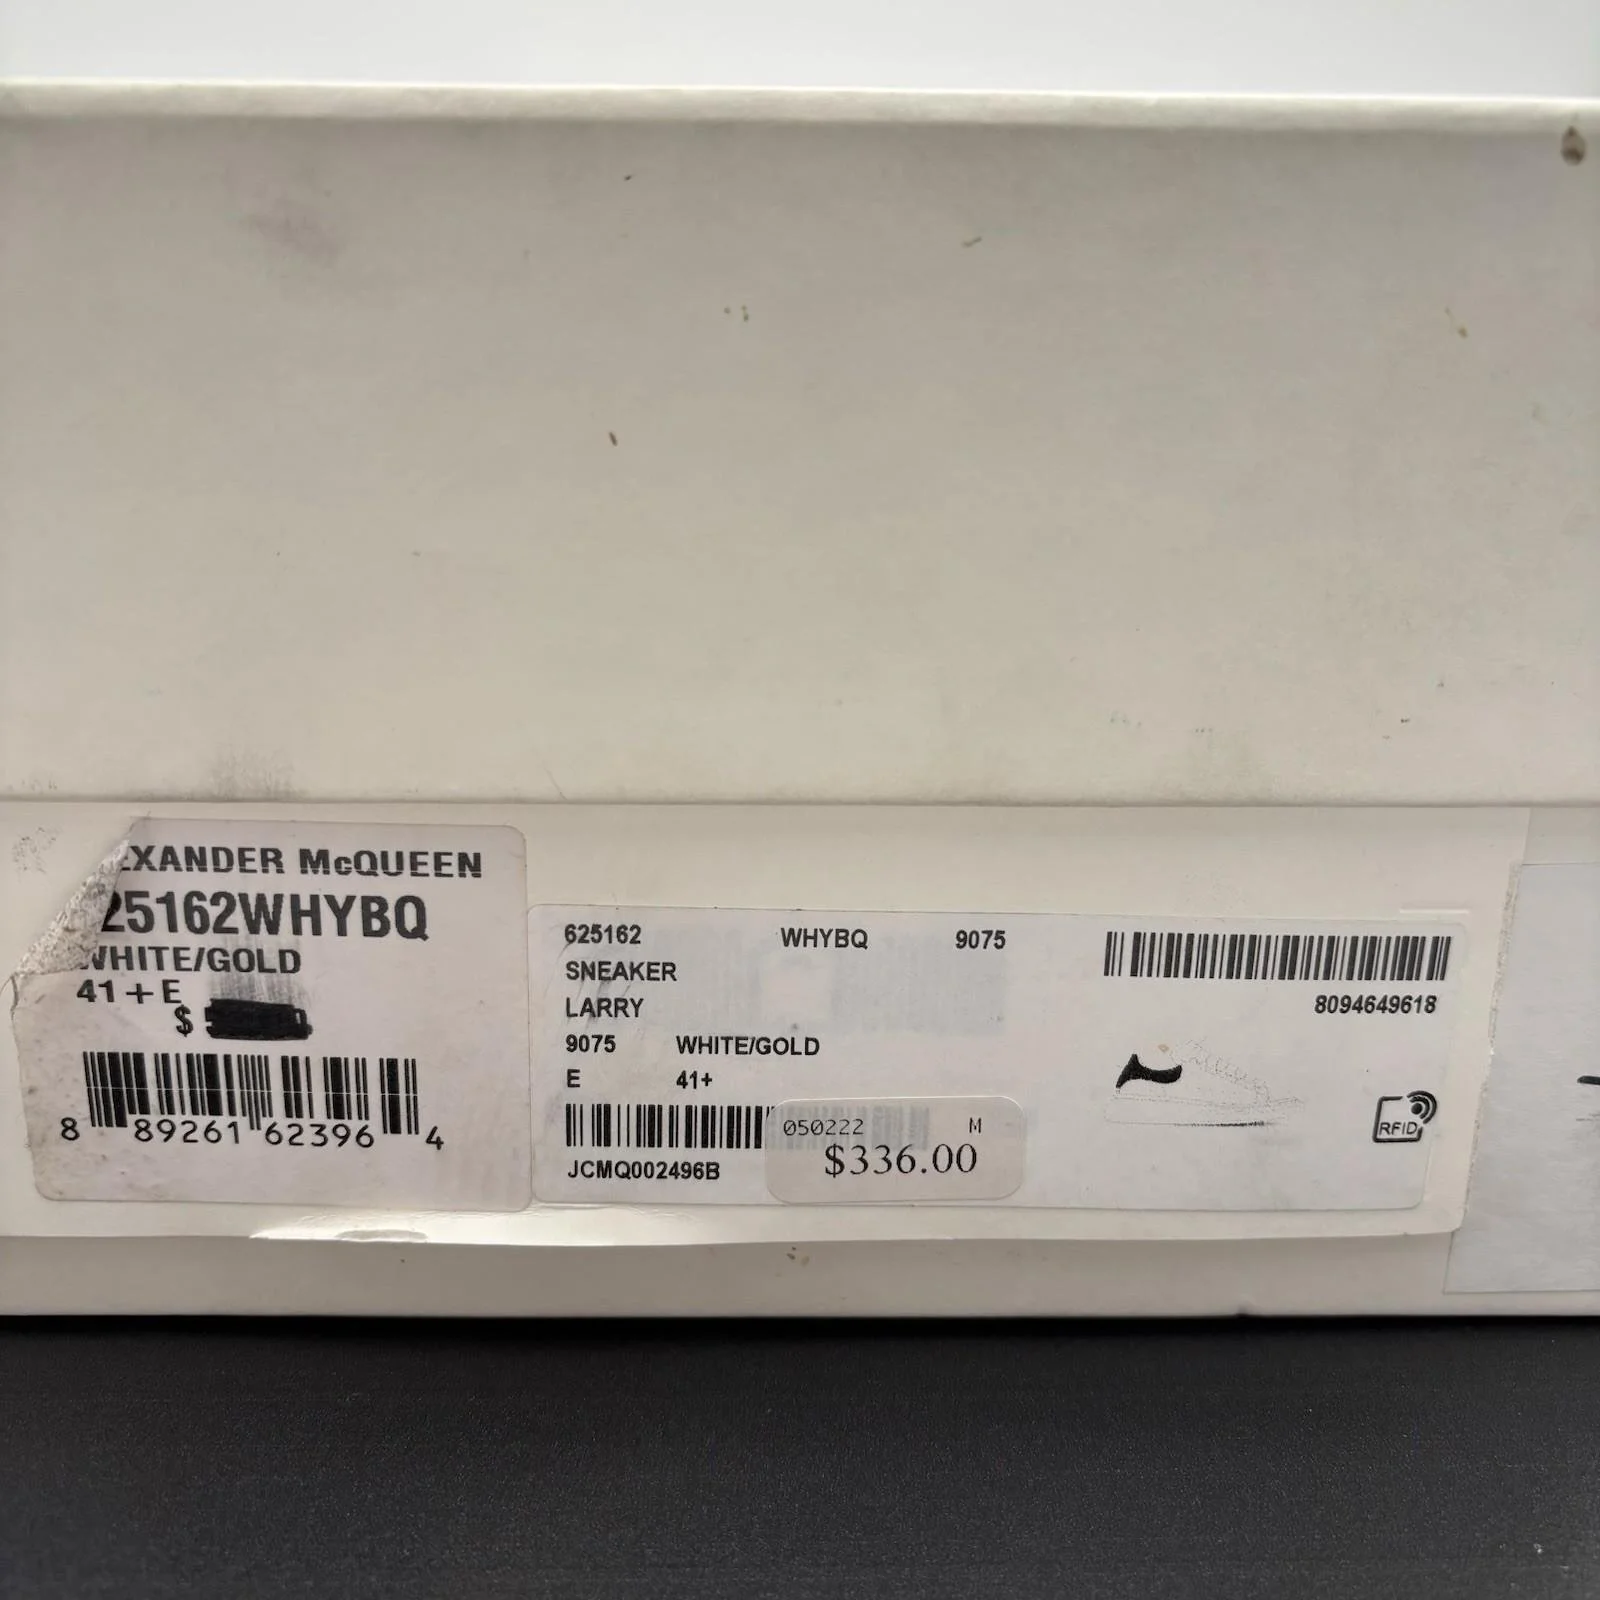 EXANDER McQUEEN
25162WHYBQ
WHITE/GOLD
41+E
$
8 89261 62396 4
625162 WHYBQ 9075
SNEAKER
LARRY
9075 WHITE/GOLD
E 41+
JCMQ002496B
8094649618
RFID
050222 M
$336.00